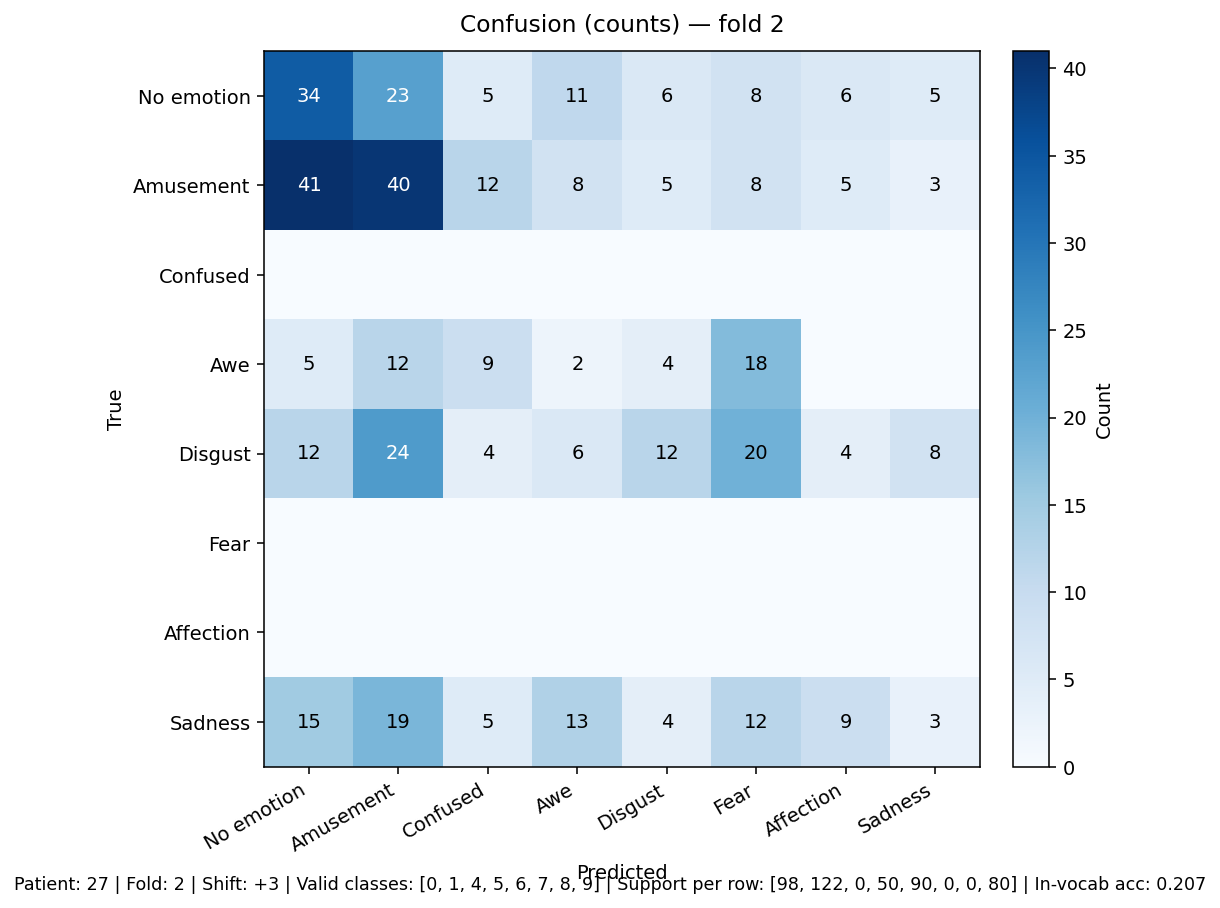 Confusion (counts) — fold 2
No emotion 34 23 5 11 6 8 6 5
Amusement 41 40 12 8 5 8 5 3
Confused
Awe 5 12 9 2 4 18
Disgust 12 24 4 6 12 20 4 8
Fear
Affection
Sadness 15 19 5 13 4 12 9 3
True
No emotion Amusement Confused Awe Disgust Fear Affection Sadness
Predicted
40
35
30
25
20
15
10
5
0
Count
Patient: 27 | Fold: 2 | Shift: +3 | Valid classes: [0, 1, 4, 5, 6, 7, 8, 9] | Support per row: [98, 122, 0, 50, 90, 0, 0, 80] | In-vocab acc: 0.207